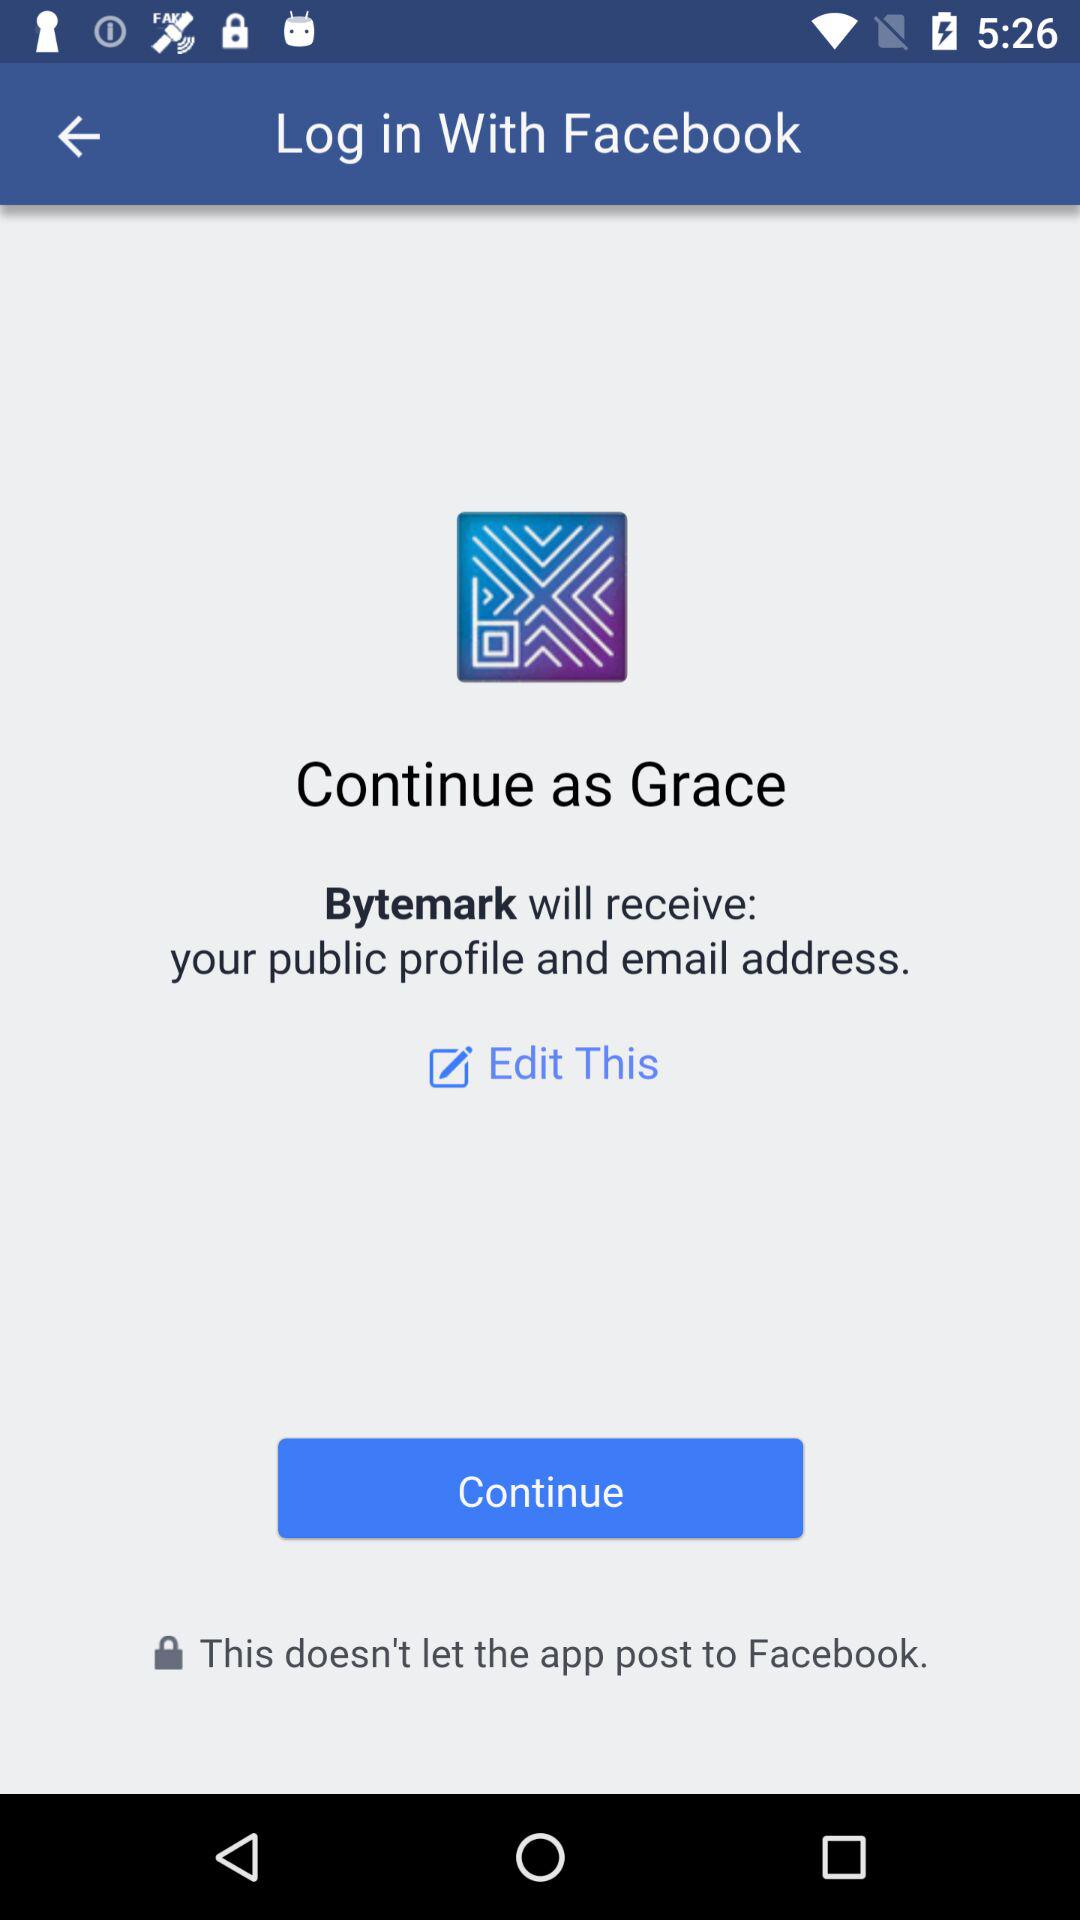 FAKE
5:26
Log in With Facebook
Continue as Grace
Bytemark will receive:
your public profile and email address.
Edit This
Continue
This doesn't let the app post to Facebook.